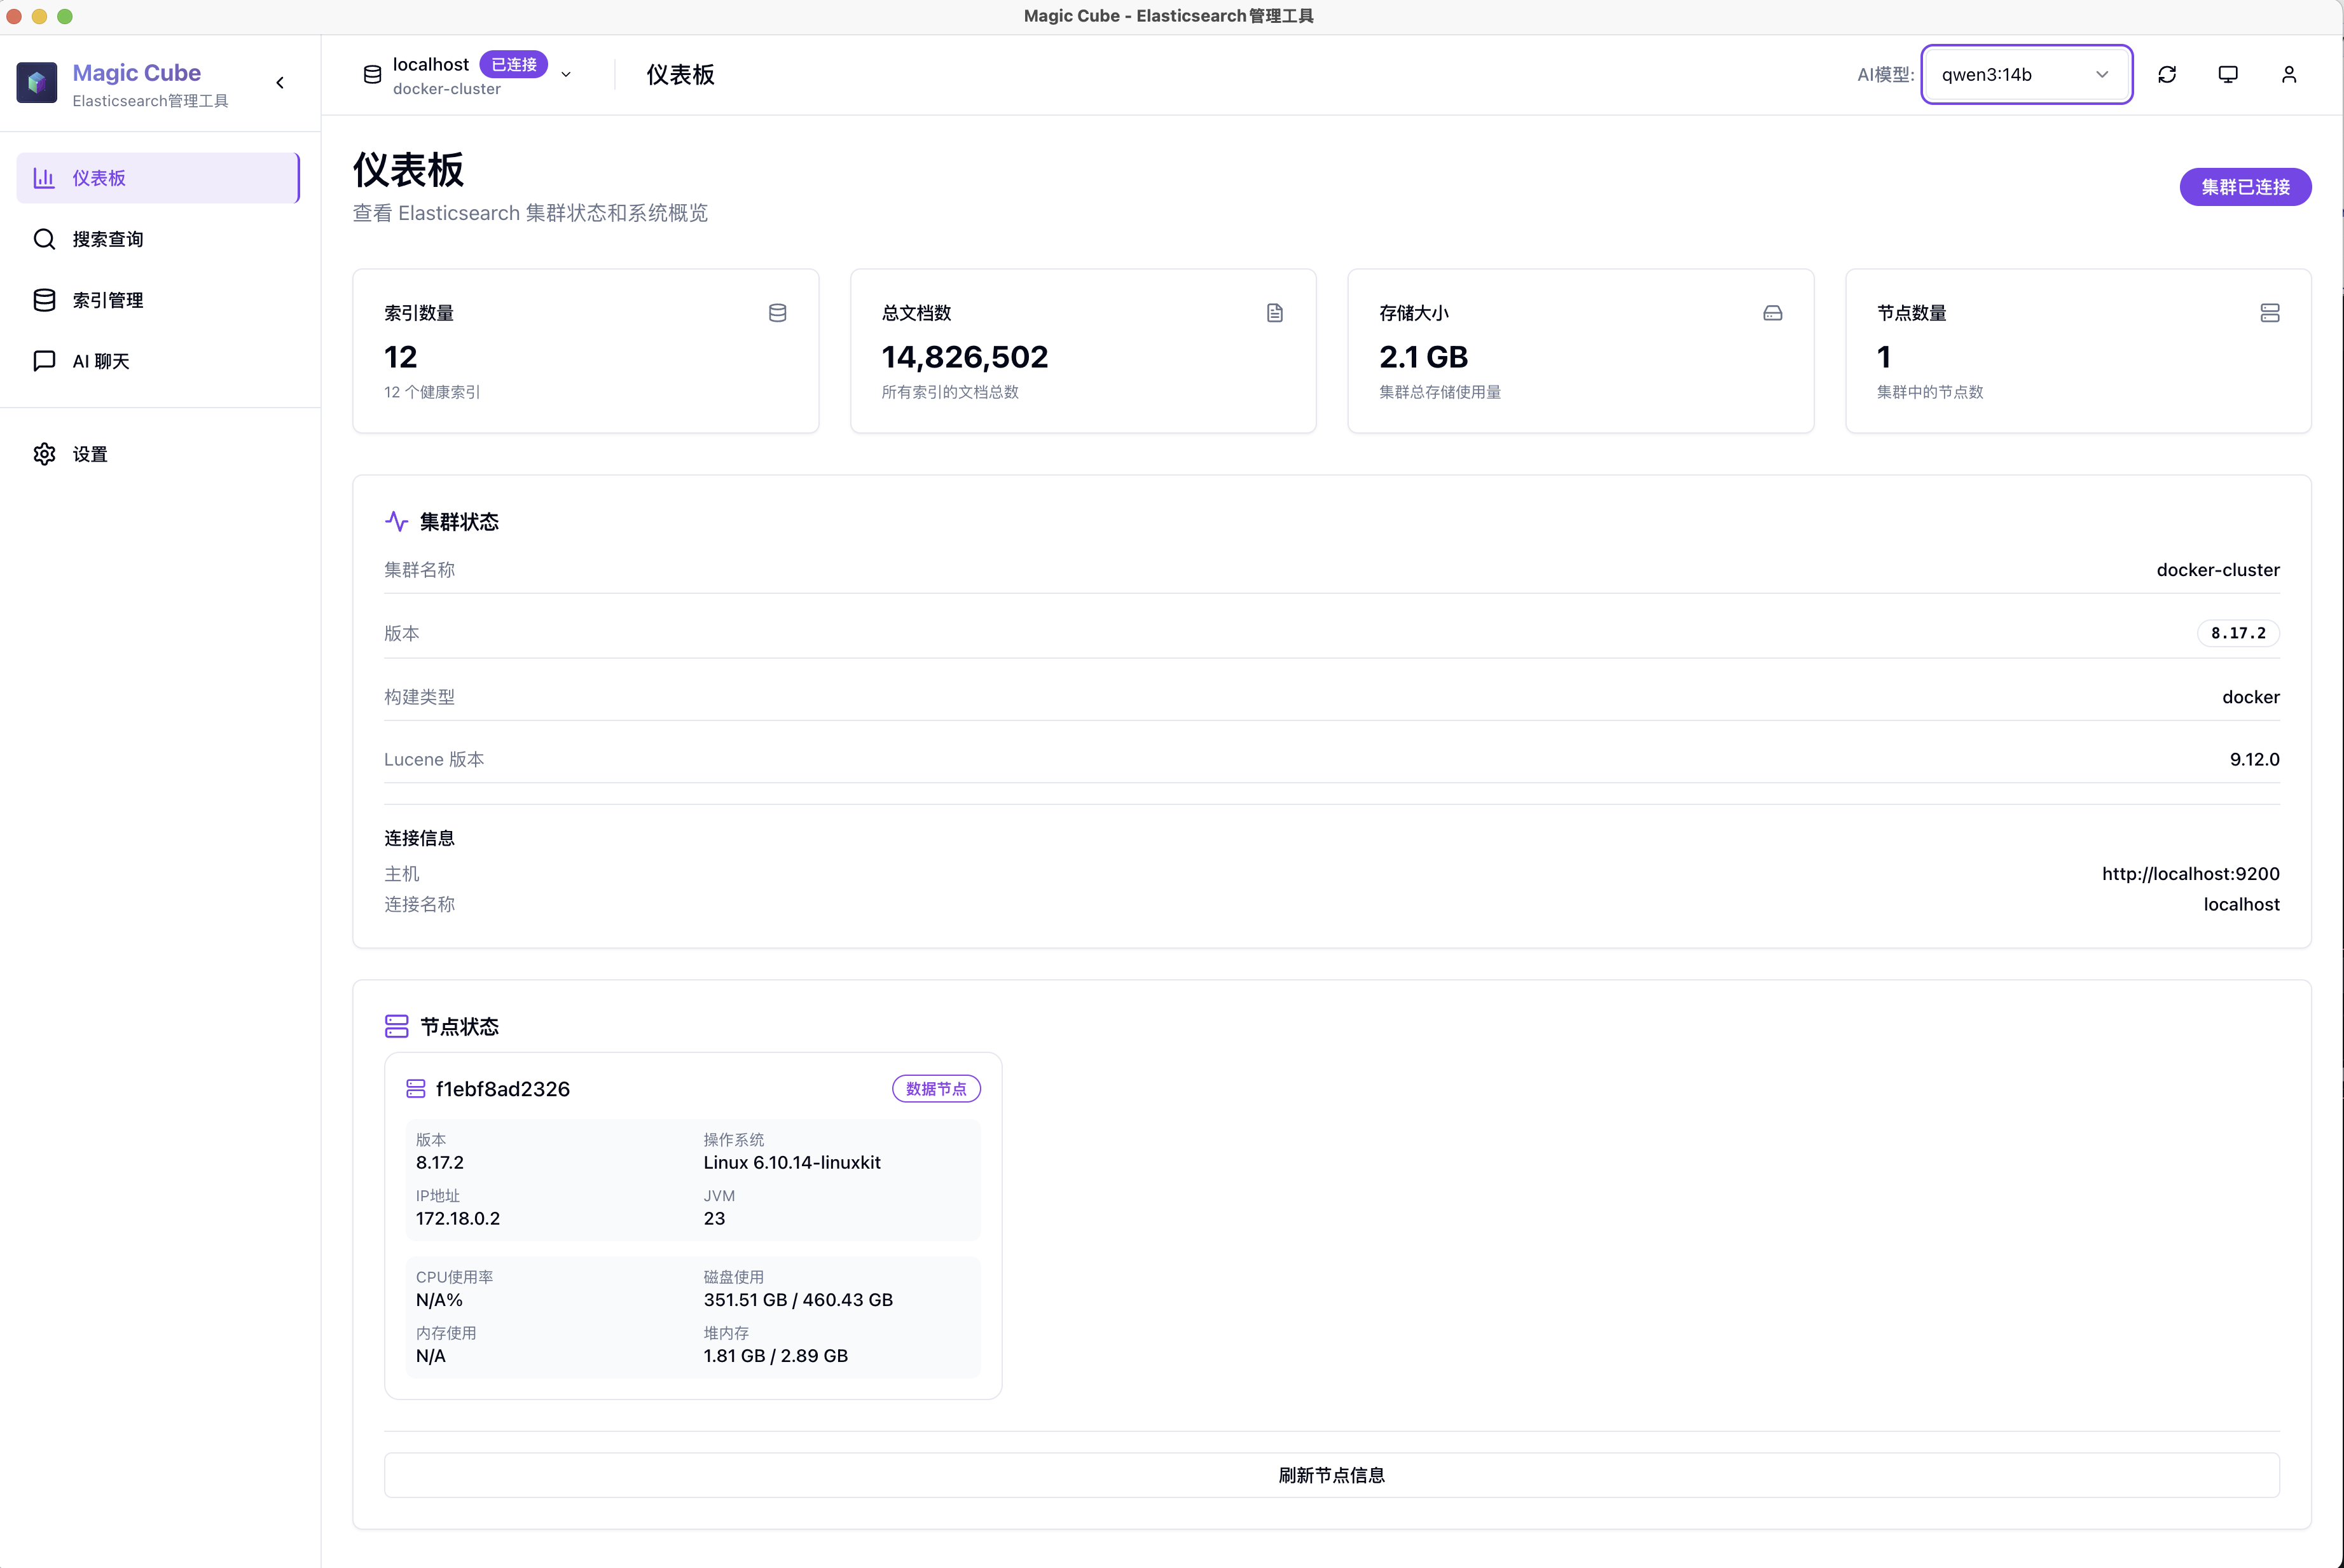 Magic Cube - Elasticsearch管理工具
Magic Cube
Elasticsearch管理工具
仪表板
搜索查询
索引管理
AI 聊天
设置
localhost 已连接
docker-cluster
仪表板
AI模型: qwen3:14b
仪表板
查看 Elasticsearch 集群状态和系统概览
集群已连接
索引数量
12
12 个健康索引
总文档数
14,826,502
所有索引的文档总数
存储大小
2.1 GB
集群总存储使用量
节点数量
1
集群中的节点数
集群状态
集群名称 docker-cluster
版本 8.17.2
构建类型 docker
Lucene 版本 9.12.0
连接信息
主机 http://localhost:9200
连接名称 localhost
节点状态
f1ebf8ad2326 数据节点
版本 操作系统
8.17.2 Linux 6.10.14-linuxkit
IP地址 JVM
172.18.0.2 23
CPU使用率 磁盘使用
N/A% 351.51 GB / 460.43 GB
内存使用 堆内存
N/A 1.81 GB / 2.89 GB
刷新节点信息